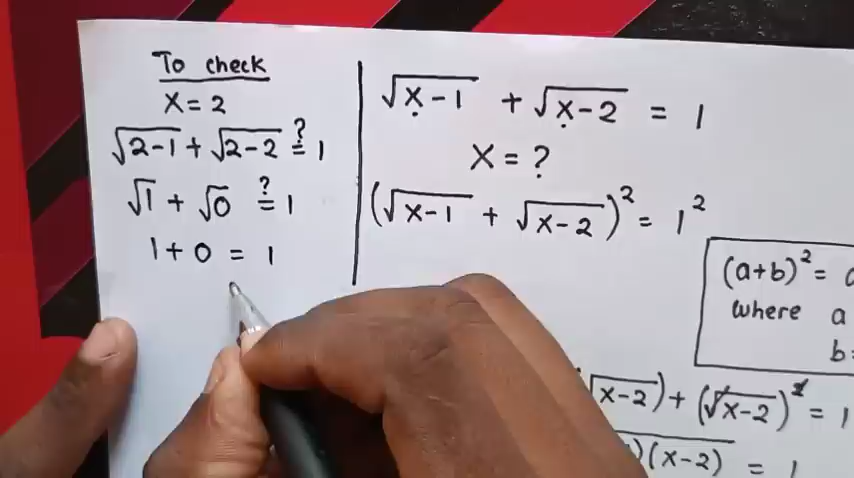 To check
X = 2
√2-1 + √2-2 ≟ 1
√1 + √0 ≟ 1
1 + 0 = 1
√x-1 + √x-2 = 1
X = ?
(√x-1 + √x-2)² = 1²
(a+b)² =
where a
b=
√x-2) + (√x-2)² = 1
)(x-2) = 1